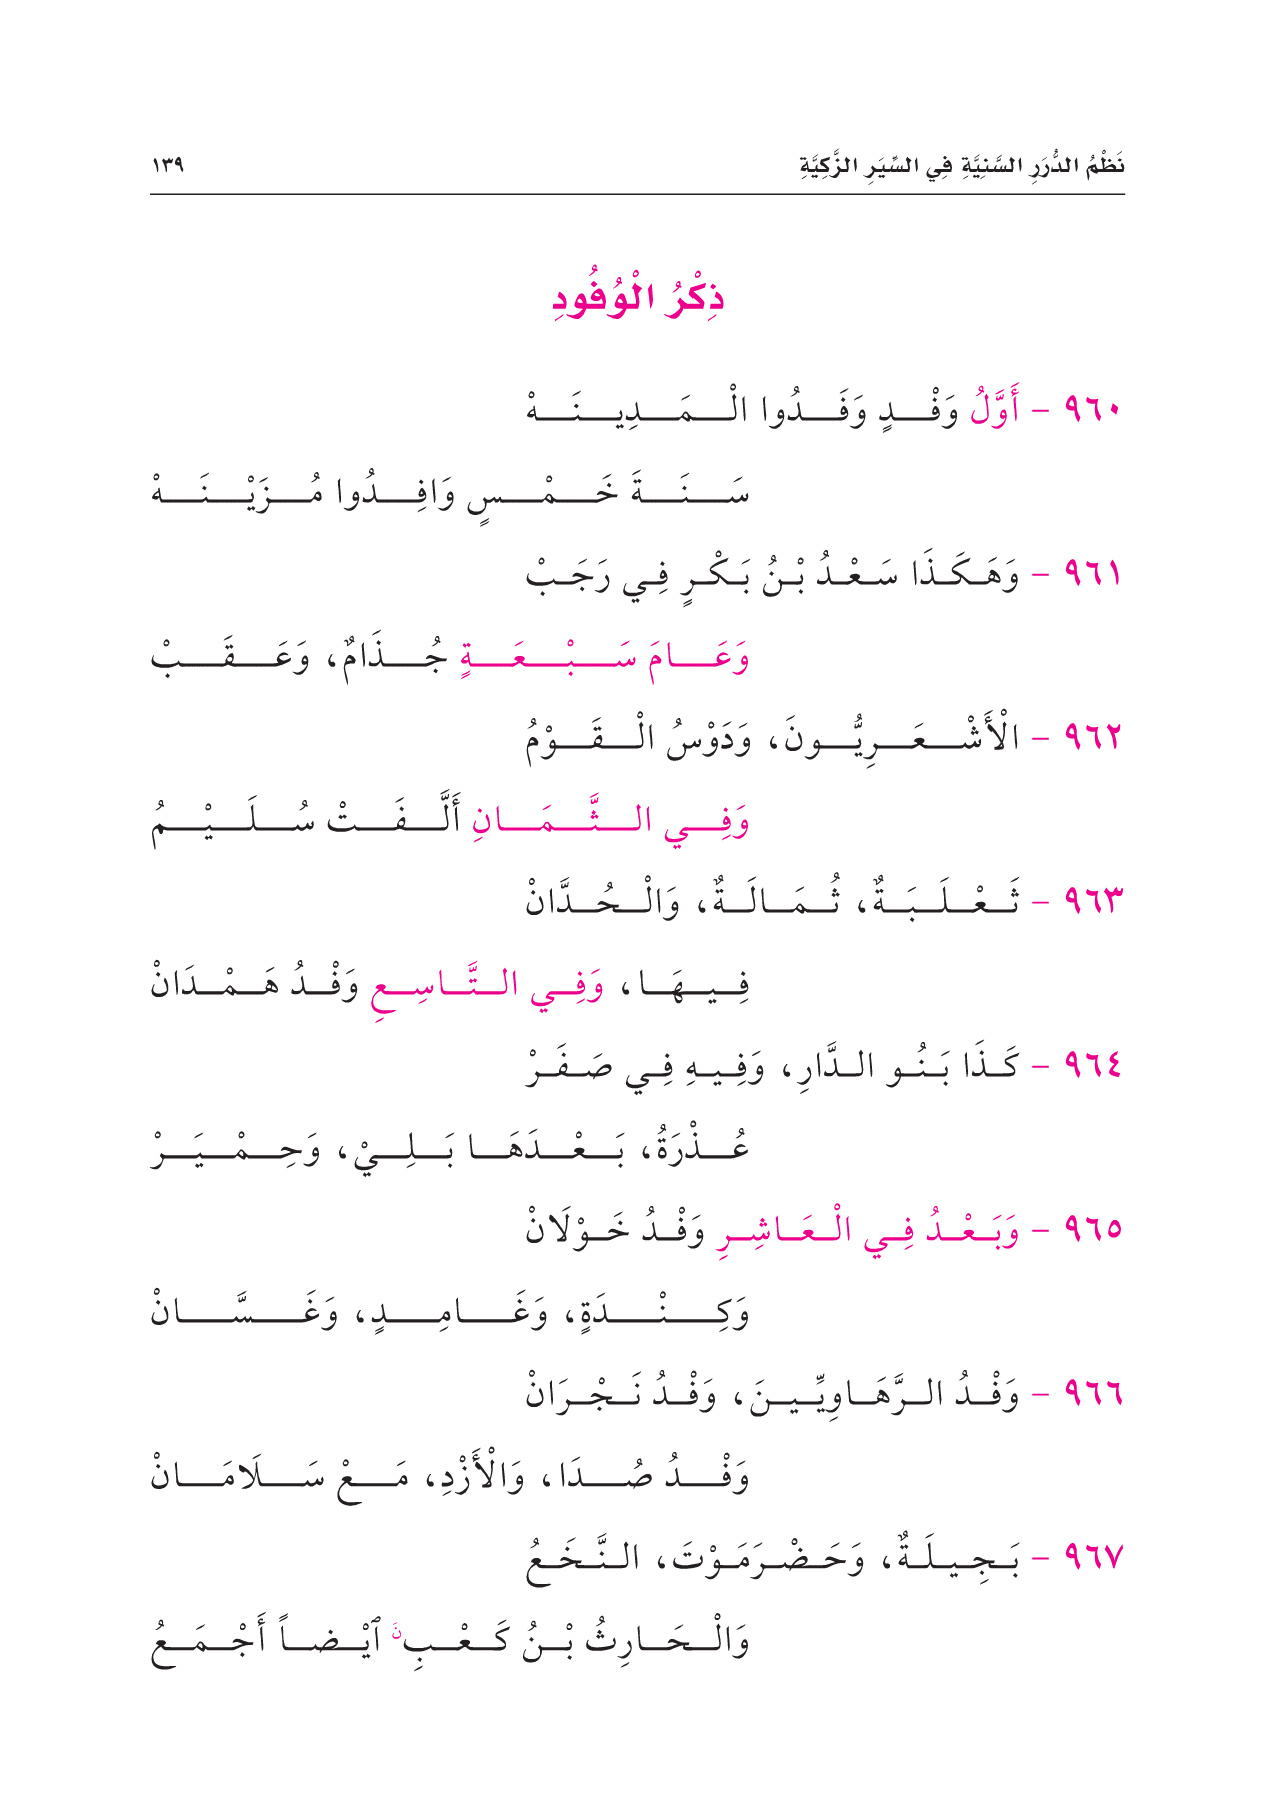 نَظْمُ الدُّرَرِ السَّنِيَّةِ فِي السِّيَرِ الزَّكِيَّةِ ١٣٩
ذِكْرُ الْوُفُودِ
٩٦٠ - أَوَّلُ وَفْدٍ وَفَدُوا الْمَدِينَهْ
سَنَةَ خَمْسٍ وَافِدُوا مُزَيْنَهْ
٩٦١ - وَهَكَذَا سَعْدُ بْنُ بَكْرٍ فِي رَجَبْ
وَعَامَ سَبْعَةٍ جُذَامٌ، وَعَقَبْ
٩٦٢ - الْأَشْعَرِيُّونَ، وَدَوْسُ الْقَوْمُ
وَفِي الثَّمَانِ أَلَّفَتْ سُلَيْمُ
٩٦٣ - ثَعْلَبَةٌ، ثُمَالَةٌ، وَالْحُدَّانْ
فِيهَا، وَفِي التَّاسِعِ وَفْدُ هَمْدَانْ
٩٦٤ - كَذَا بَنُو الدَّارِ، وَفِيهِ فِي صَفَرْ
عُذْرَةُ، بَعْدَهَا بَلِيْ، وَحِمْيَرْ
٩٦٥ - وَبَعْدُ فِي الْعَاشِرِ وَفْدُ خَوْلَانْ
وَكِنْدَةٍ، وَغَامِدٍ، وَغَسَّانْ
٩٦٦ - وَفْدُ الرَّهَاوِيِّينَ، وَفْدُ نَجْرَانْ
وَفْدُ صُدَا، وَالْأَزْدِ، مَعْ سَلَامَانْ
٩٦٧ - بَجِيلَةٌ، وَحَضْرَمَوْتَ، النَّخَعُ
وَالْحَارِثُ بْنُ كَعْبِنَ ٱيْضاً أَجْمَعُ